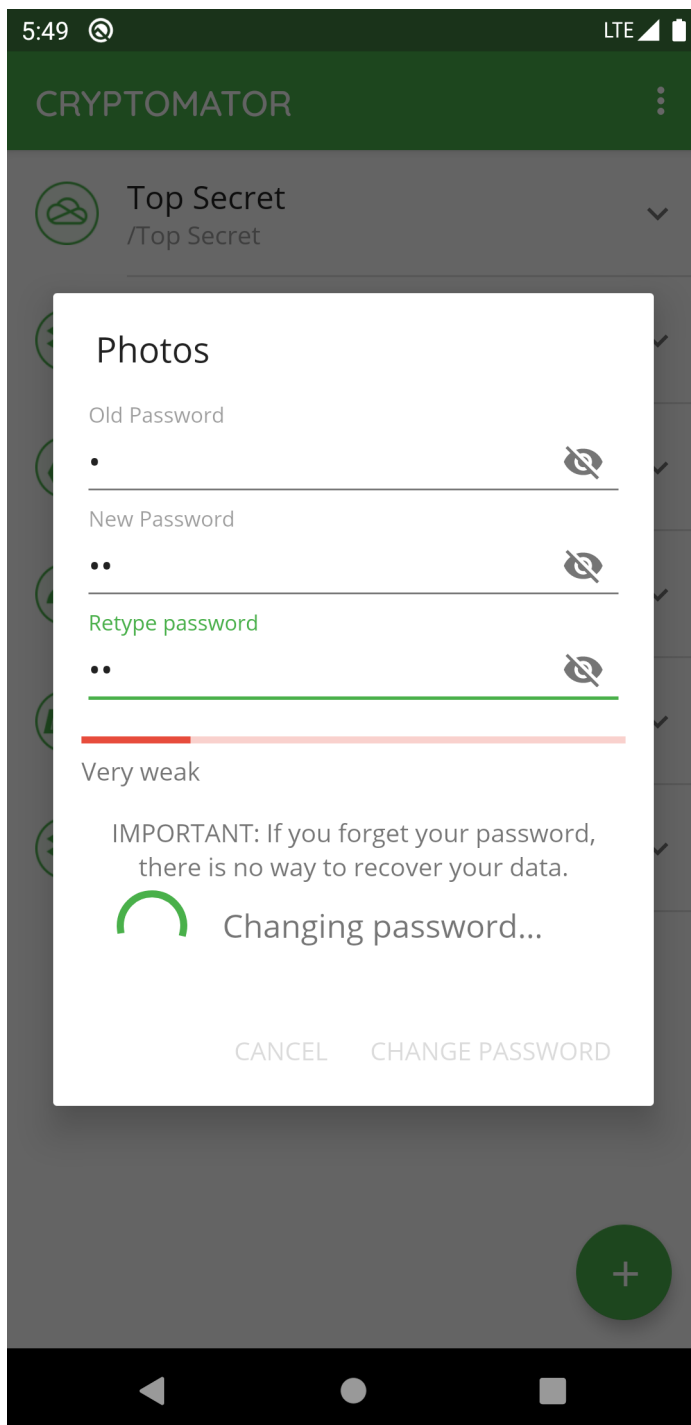 5:49
LTE
CRYPTOMATOR
Top Secret
/Top Secret
Photos
Old Password
•
New Password
••
Retype password
••
Very weak
IMPORTANT: If you forget your password,
there is no way to recover your data.
Changing password...
CANCEL CHANGE PASSWORD